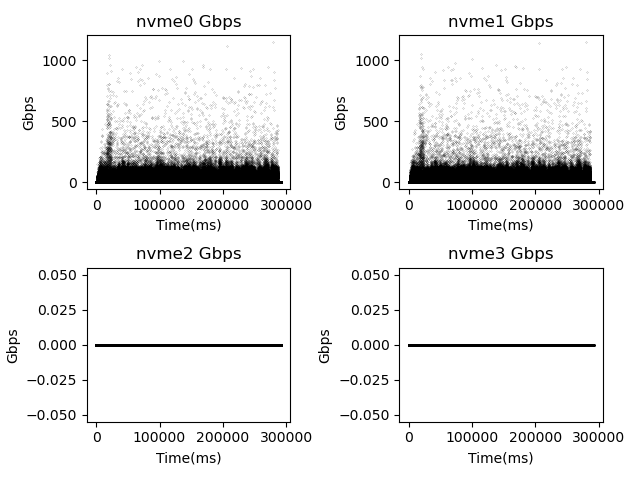 nvme0 Gbps
nvme1 Gbps
1000
500
0
Gbps
0
100000
200000
300000
Time(ms)
1000
500
0
Gbps
0
100000
200000
300000
Time(ms)
nvme2 Gbps
nvme3 Gbps
0.050
0.025
0.000
−0.025
−0.050
Gbps
0
100000
200000
300000
Time(ms)
0.050
0.025
0.000
−0.025
−0.050
Gbps
0
100000
200000
300000
Time(ms)